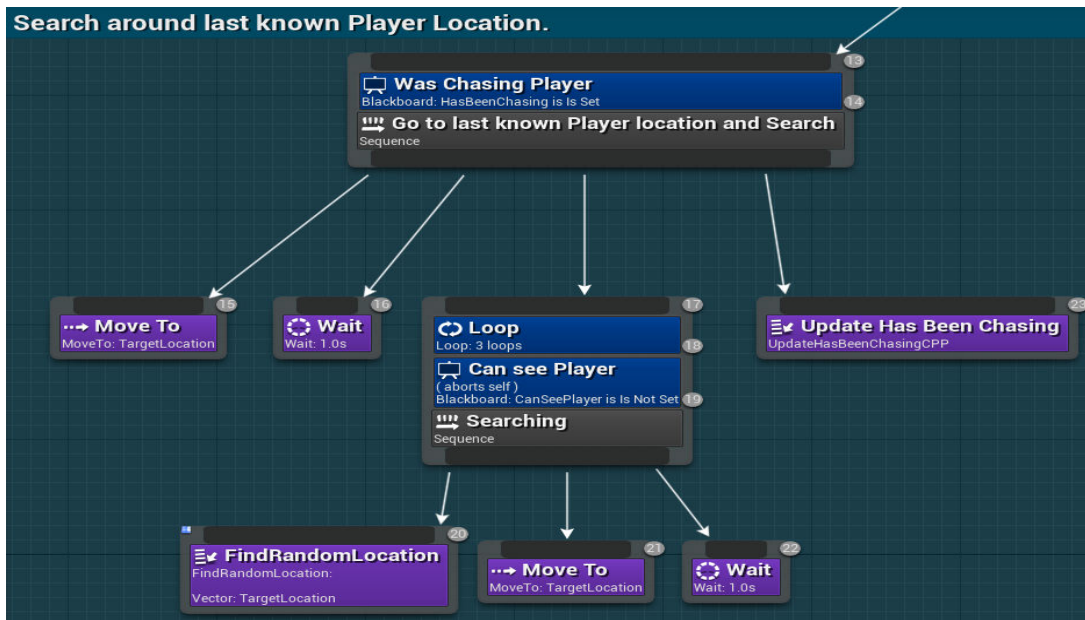 Search around last known Player Location.
13
Was Chasing Player
Blackboard: HasBeenChasing is Is Set
14
Go to last known Player location and Search
Sequence
15
Move To
MoveTo: TargetLocation
16
Wait
Wait: 1.0s
17
Loop
Loop: 3 loops
18
Can see Player
( aborts self )
Blackboard: CanSeePlayer is Is Not Set
19
Searching
Sequence
23
Update Has Been Chasing
UpdateHasBeenChasingCPP
20
FindRandomLocation
FindRandomLocation:
Vector: TargetLocation
21
Move To
MoveTo: TargetLocation
22
Wait
Wait: 1.0s